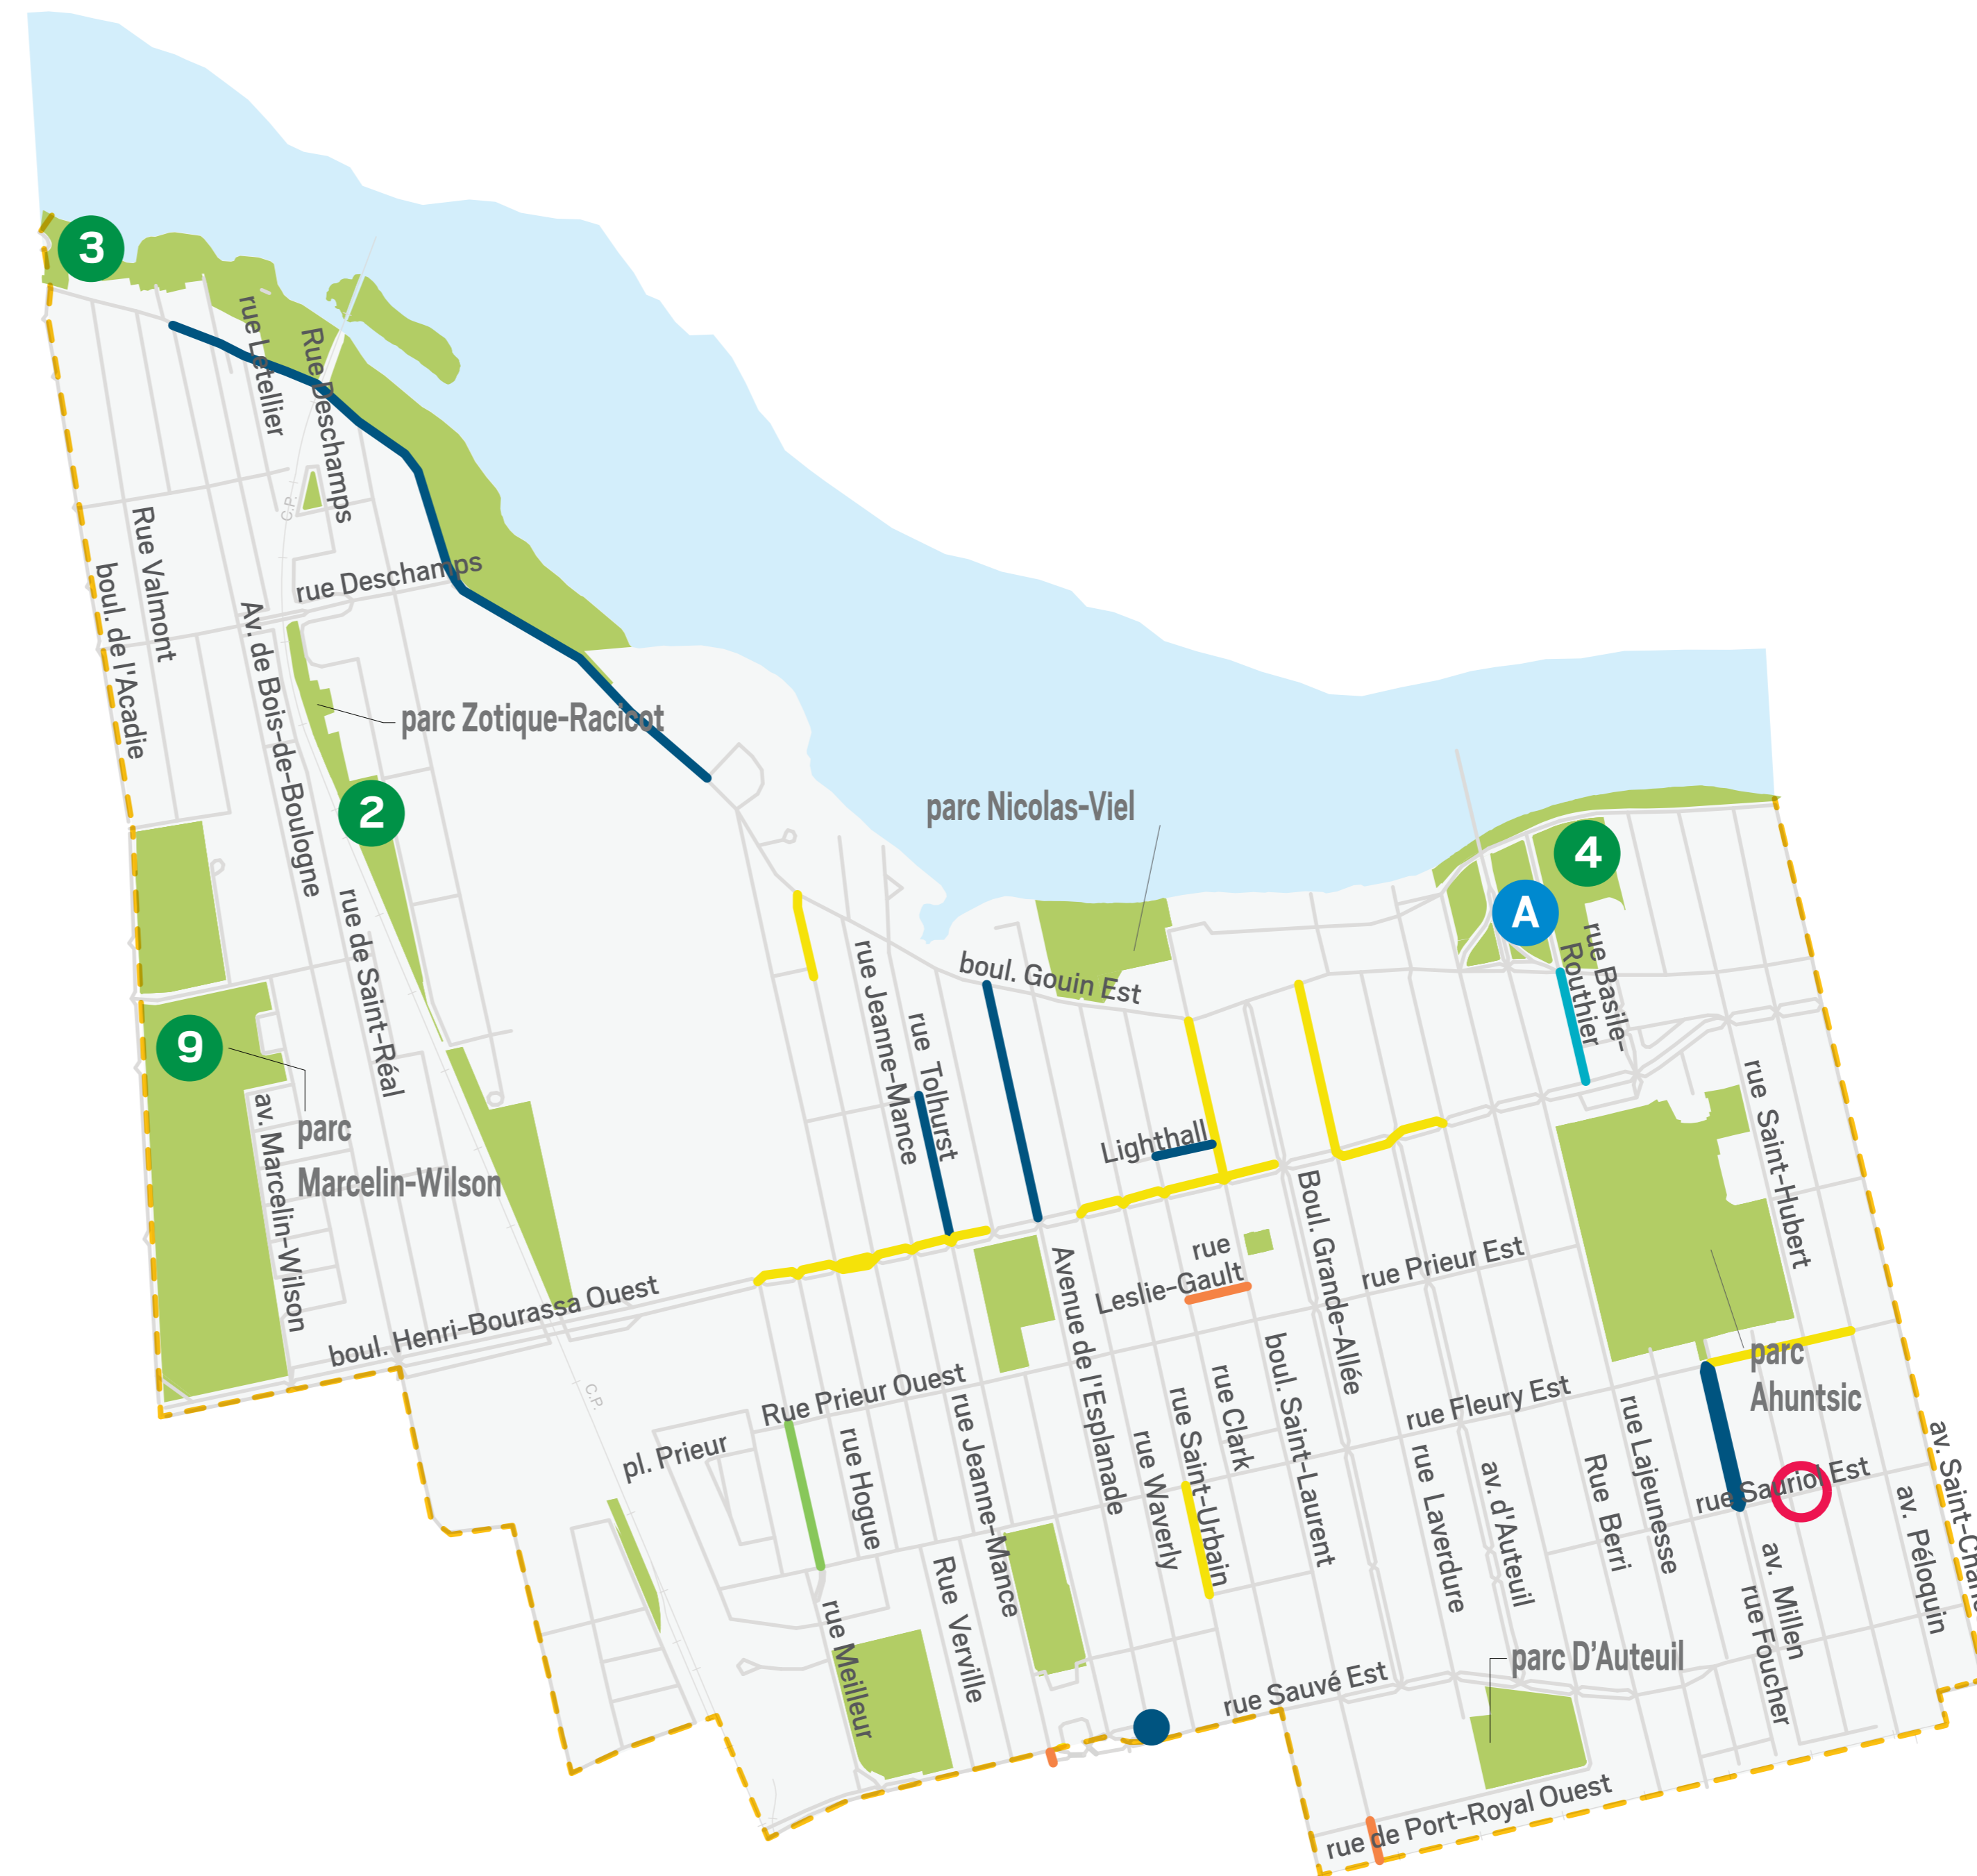 3
rue Letellier
Rue Deschamps
C.P.
Rue Valmont
boul. de l'Acadie
rue Deschamps
Av. de Bois-de-Boulogne
parc Zotique-Racicot
2
parc Nicolas-Viel
4
A
rue de Saint-Réal
rue Jeanne-Mance
boul. Gouin Est
rue Basile-
Routhier
9
rue Tolhurst
rue Saint-Hubert
av. Marcelin-Wilson
parc
Marcelin-Wilson
Lighthall
Boul. Grande-Allée
rue
Leslie-Gault
rue Prieur Est
Avenue de l'Esplanade
boul. Henri-Bourassa Ouest
boul. Saint-Laurent
parc
Ahuntsic
C.P.
Rue Prieur Ouest
rue Jeanne-Mance
rue Clark
rue Saint-Urbain
rue Fleury Est
rue Lajeunesse
pl. Prieur
rue Hogue
rue Waverly
rue Laverdure
av. d'Auteuil
Rue Berri
rue Sauriol Est
av. Péloquin
Rue Verville
av. Millen
rue Foucher
rue Meilleur
rue Sauvé Est
parc D'Auteuil
rue de Port-Royal Ouest